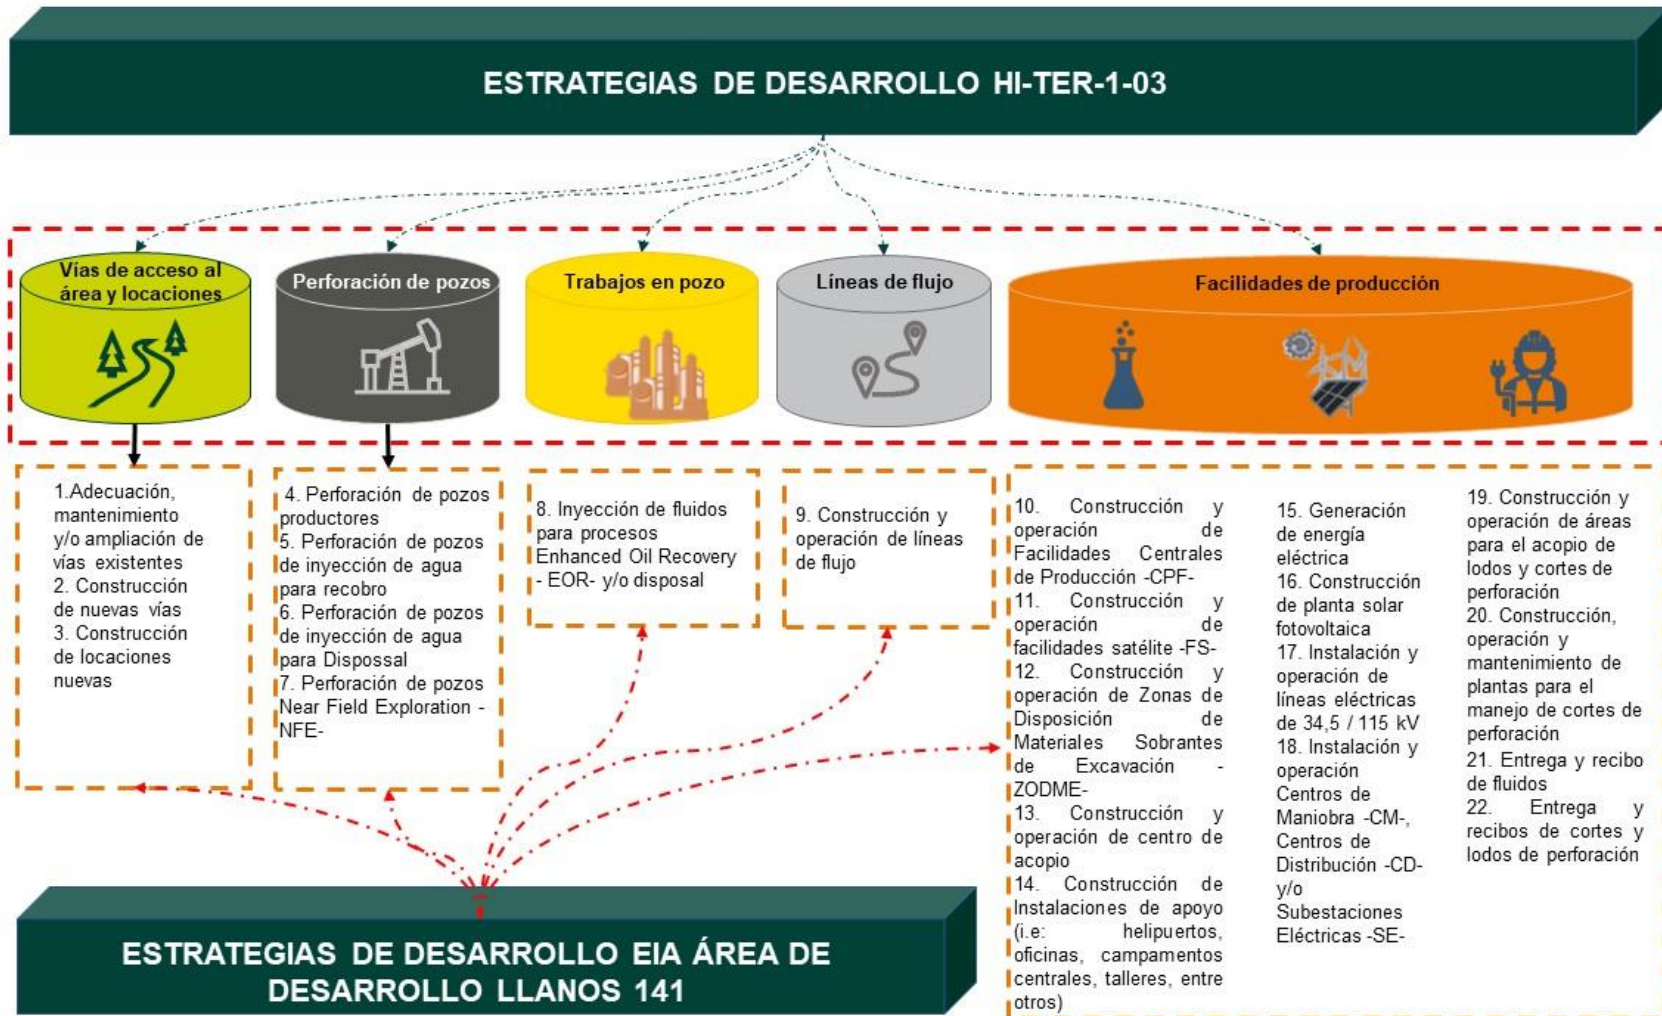 ESTRATEGIAS DE DESARROLLO HI-TER-1-03
Vías de acceso al
área y locaciones
Perforación de pozos
Trabajos en pozo
Líneas de flujo
Facilidades de producción
1.Adecuación,
mantenimiento
y/o ampliación de
vías existentes
2. Construcción
de nuevas vías
3. Construcción
de locaciones
nuevas
4. Perforación de pozos
productores
5. Perforación de pozos
de inyección de agua
para recobro
6. Perforación de pozos
de inyección de agua
para Dispossal
7. Perforación de pozos
Near Field Exploration -
NFE-
8. Inyección de fluidos
para procesos
Enhanced Oil Recovery
- EOR- y/o disposal
9. Construcción y
operación de líneas
de flujo
10. Construcción y
operación de
Facilidades Centrales
de Producción -CPF-
11. Construcción y
operación de
facilidades satélite -FS-
12. Construcción y
operación de Zonas de
Disposición de
Materiales Sobrantes
de Excavación -
ZODME-
13. Construcción y
operación de centro de
acopio
14. Construcción de
Instalaciones de apoyo
(i.e: helipuertos,
oficinas, campamentos
centrales, talleres, entre
otros)
15. Generación
de energía
eléctrica
16. Construcción
de planta solar
fotovoltaica
17. Instalación y
operación de
líneas eléctricas
de 34,5 / 115 kV
18. Instalación y
operación
Centros de
Maniobra -CM-,
Centros de
Distribución -CD-
y/o
Subestaciones
Eléctricas -SE-
19. Construcción y
operación de áreas
para el acopio de
lodos y cortes de
perforación
20. Construcción,
operación y
mantenimiento de
plantas para el
manejo de cortes de
perforación
21. Entrega y recibo
de fluidos
22. Entrega y
recibos de cortes y
lodos de perforación
ESTRATEGIAS DE DESARROLLO EIA ÁREA DE
DESARROLLO LLANOS 141